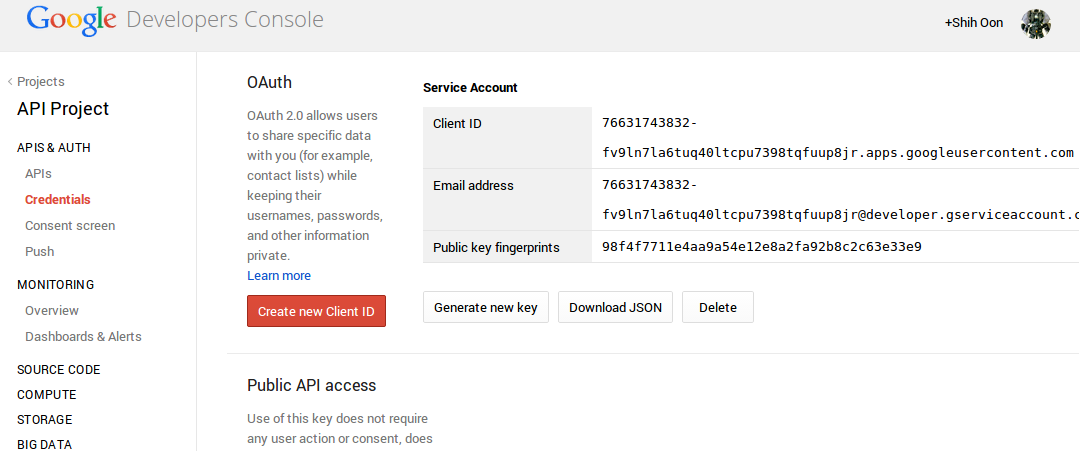 Google Developers Console
+Shih Oon
< Projects
API Project
APIS & AUTH
APIs
Credentials
Consent screen
Push
MONITORING
Overview
Dashboards & Alerts
SOURCE CODE
COMPUTE
STORAGE
BIG DATA
OAuth
OAuth 2.0 allows users
to share specific data
with you (for example,
contact lists) while
keeping their
usernames, passwords,
and other information
private.
Learn more
Create new Client ID
Service Account
Client ID 76631743832-
fv9ln7la6tuq40ltcpu7398tqfuup8jr.apps.googleusercontent.com
Email address 76631743832-
fv9ln7la6tuq40ltcpu7398tqfuup8jr@developer.gserviceaccount.c
Public key fingerprints 98f4f7711e4aa9a54e12e8a2fa92b8c2c63e33e9
Generate new key Download JSON Delete
Public API access
Use of this key does not require
any user action or consent, does